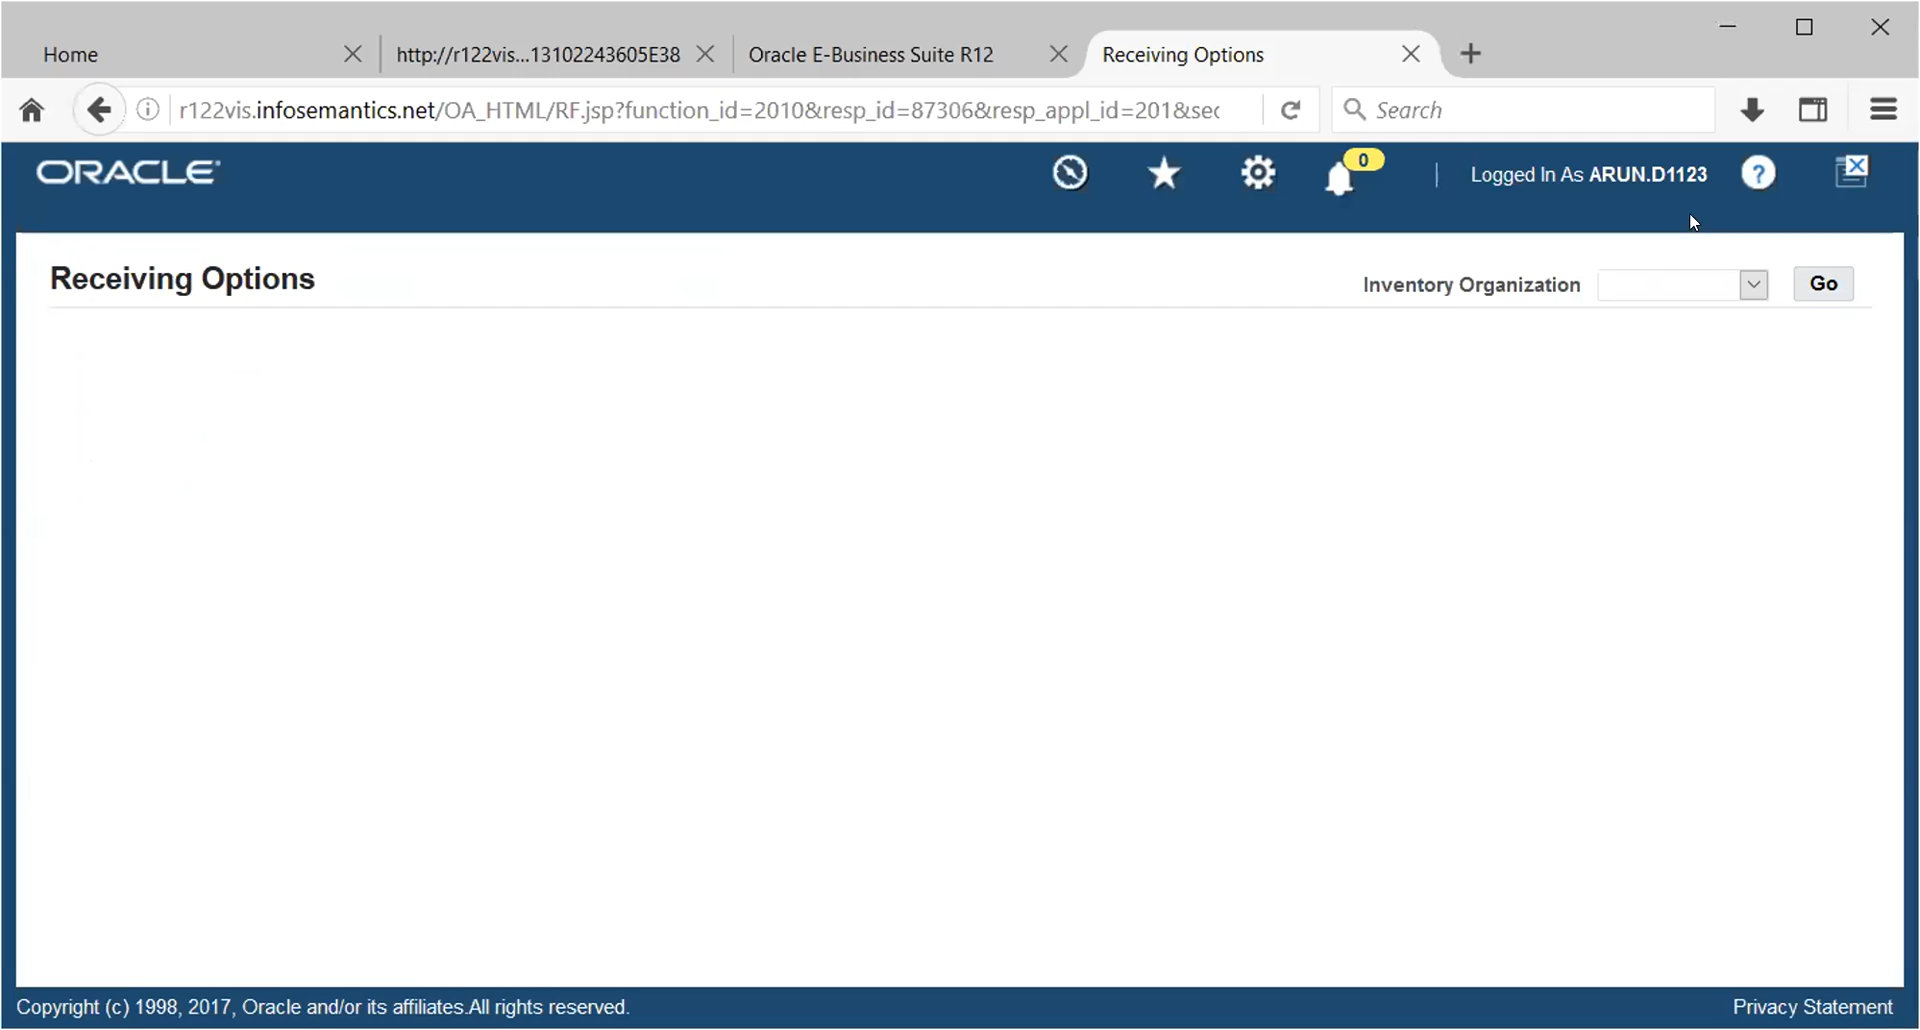 Home
http://r122vis...13102243605E38
Oracle E-Business Suite R12
Receiving Options
r122vis.infosemantics.net/OA_HTML/RF.jsp?function_id=2010&resp_id=87306&resp_appl_id=201&sec
Search
ORACLE
0
Logged In As ARUN.D1123
?
Receiving Options
Inventory Organization
Go
Copyright (c) 1998, 2017, Oracle and/or its affiliates.All rights reserved.
Privacy Statement